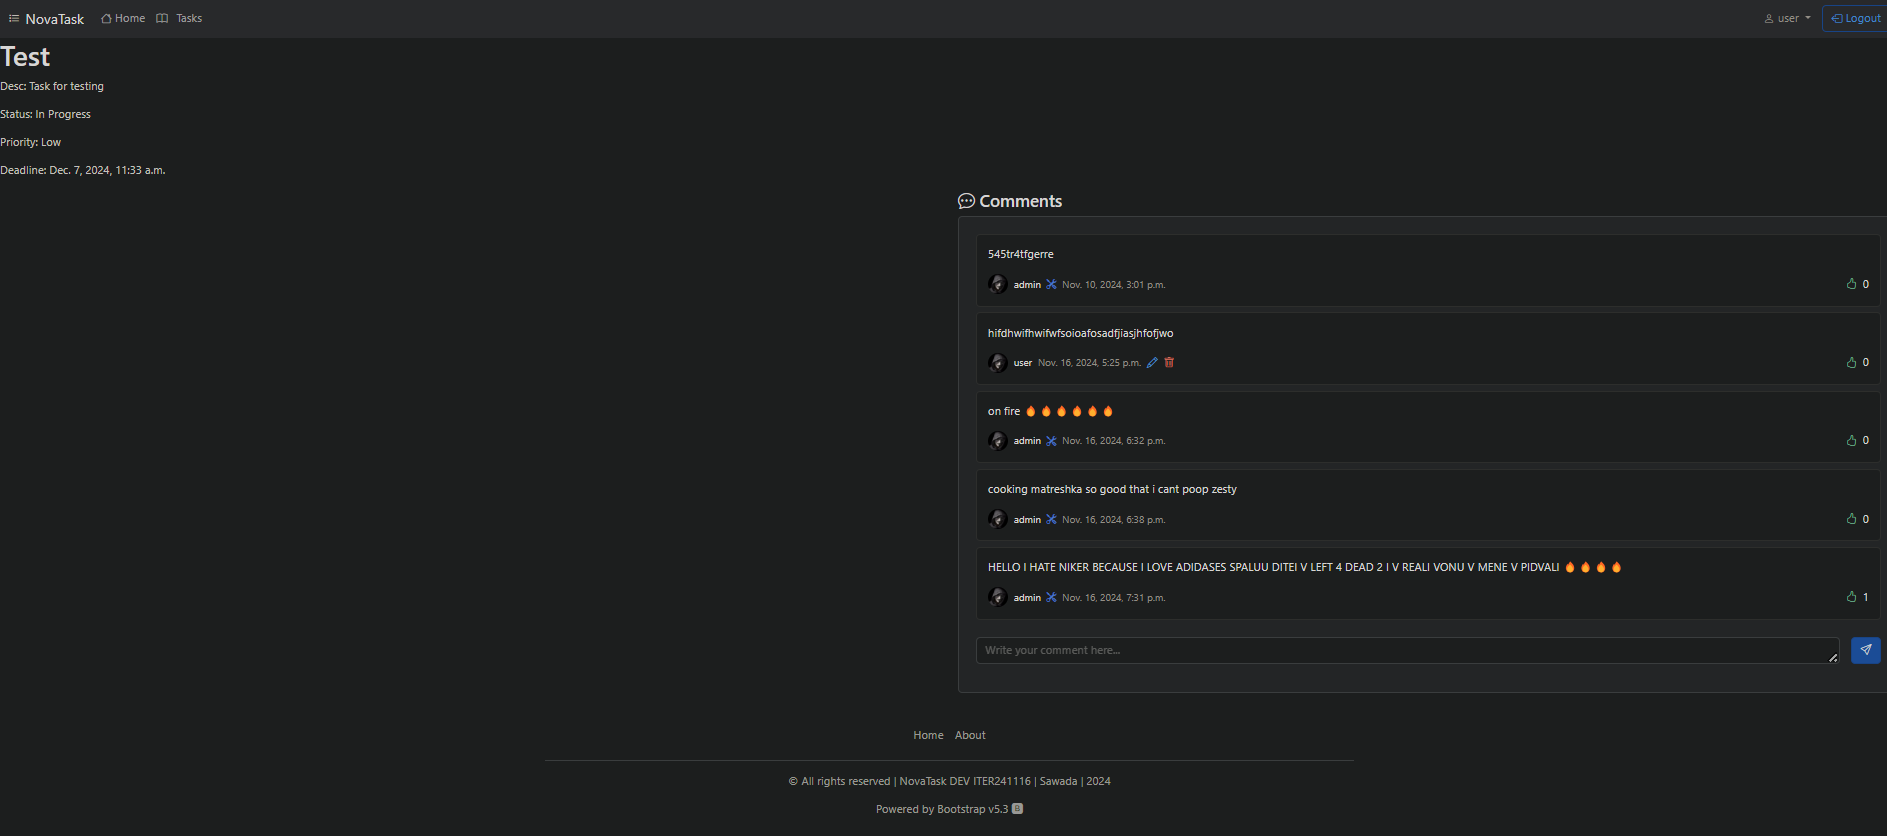 NovaTask Home Tasks user Logout
Test
Desc: Task for testing
Status: In Progress
Priority: Low
Deadline: Dec. 7, 2024, 11:33 a.m.
Comments
545tr4tfgerre
admin Nov. 10, 2024, 3:01 p.m. 0
hifdhwifhwifwfsoioafosadfjiasjhfofjwo
user Nov. 16, 2024, 5:25 p.m. 0
on fire 🔥🔥🔥🔥🔥🔥
admin Nov. 16, 2024, 6:32 p.m. 0
cooking matreshka so good that i cant poop zesty
admin Nov. 16, 2024, 6:38 p.m. 0
HELLO I HATE NIKER BECAUSE I LOVE ADIDASES SPALUU DITEI V LEFT 4 DEAD 2 I V REALI VONU V MENE V PIDVALI 🔥🔥🔥🔥
admin Nov. 16, 2024, 7:31 p.m. 1
Write your comment here...
Home About
© All rights reserved | NovaTask DEV ITER241116 | Sawada | 2024
Powered by Bootstrap v5.3 B